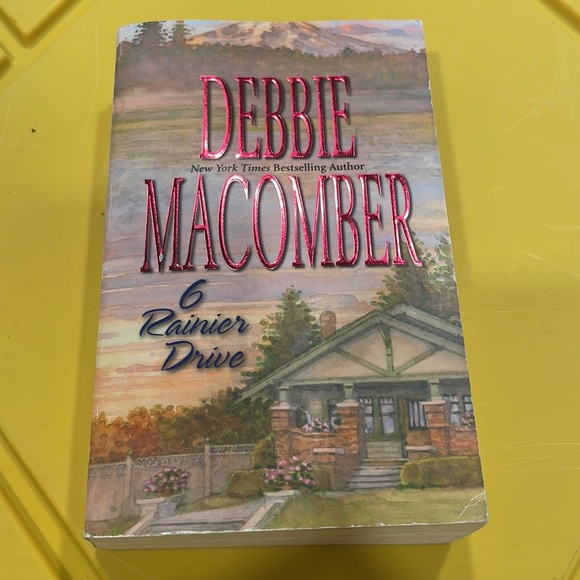 DEBBIE
New York Times Bestselling Author
MACOMBER
6
Rainier
Drive